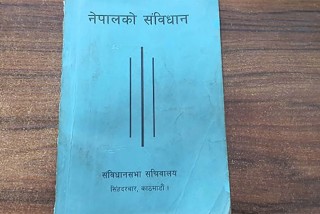 नेपालको संविधान
संविधानसभा सचिवालय
सिंहदरबार, काठमाडौं ।